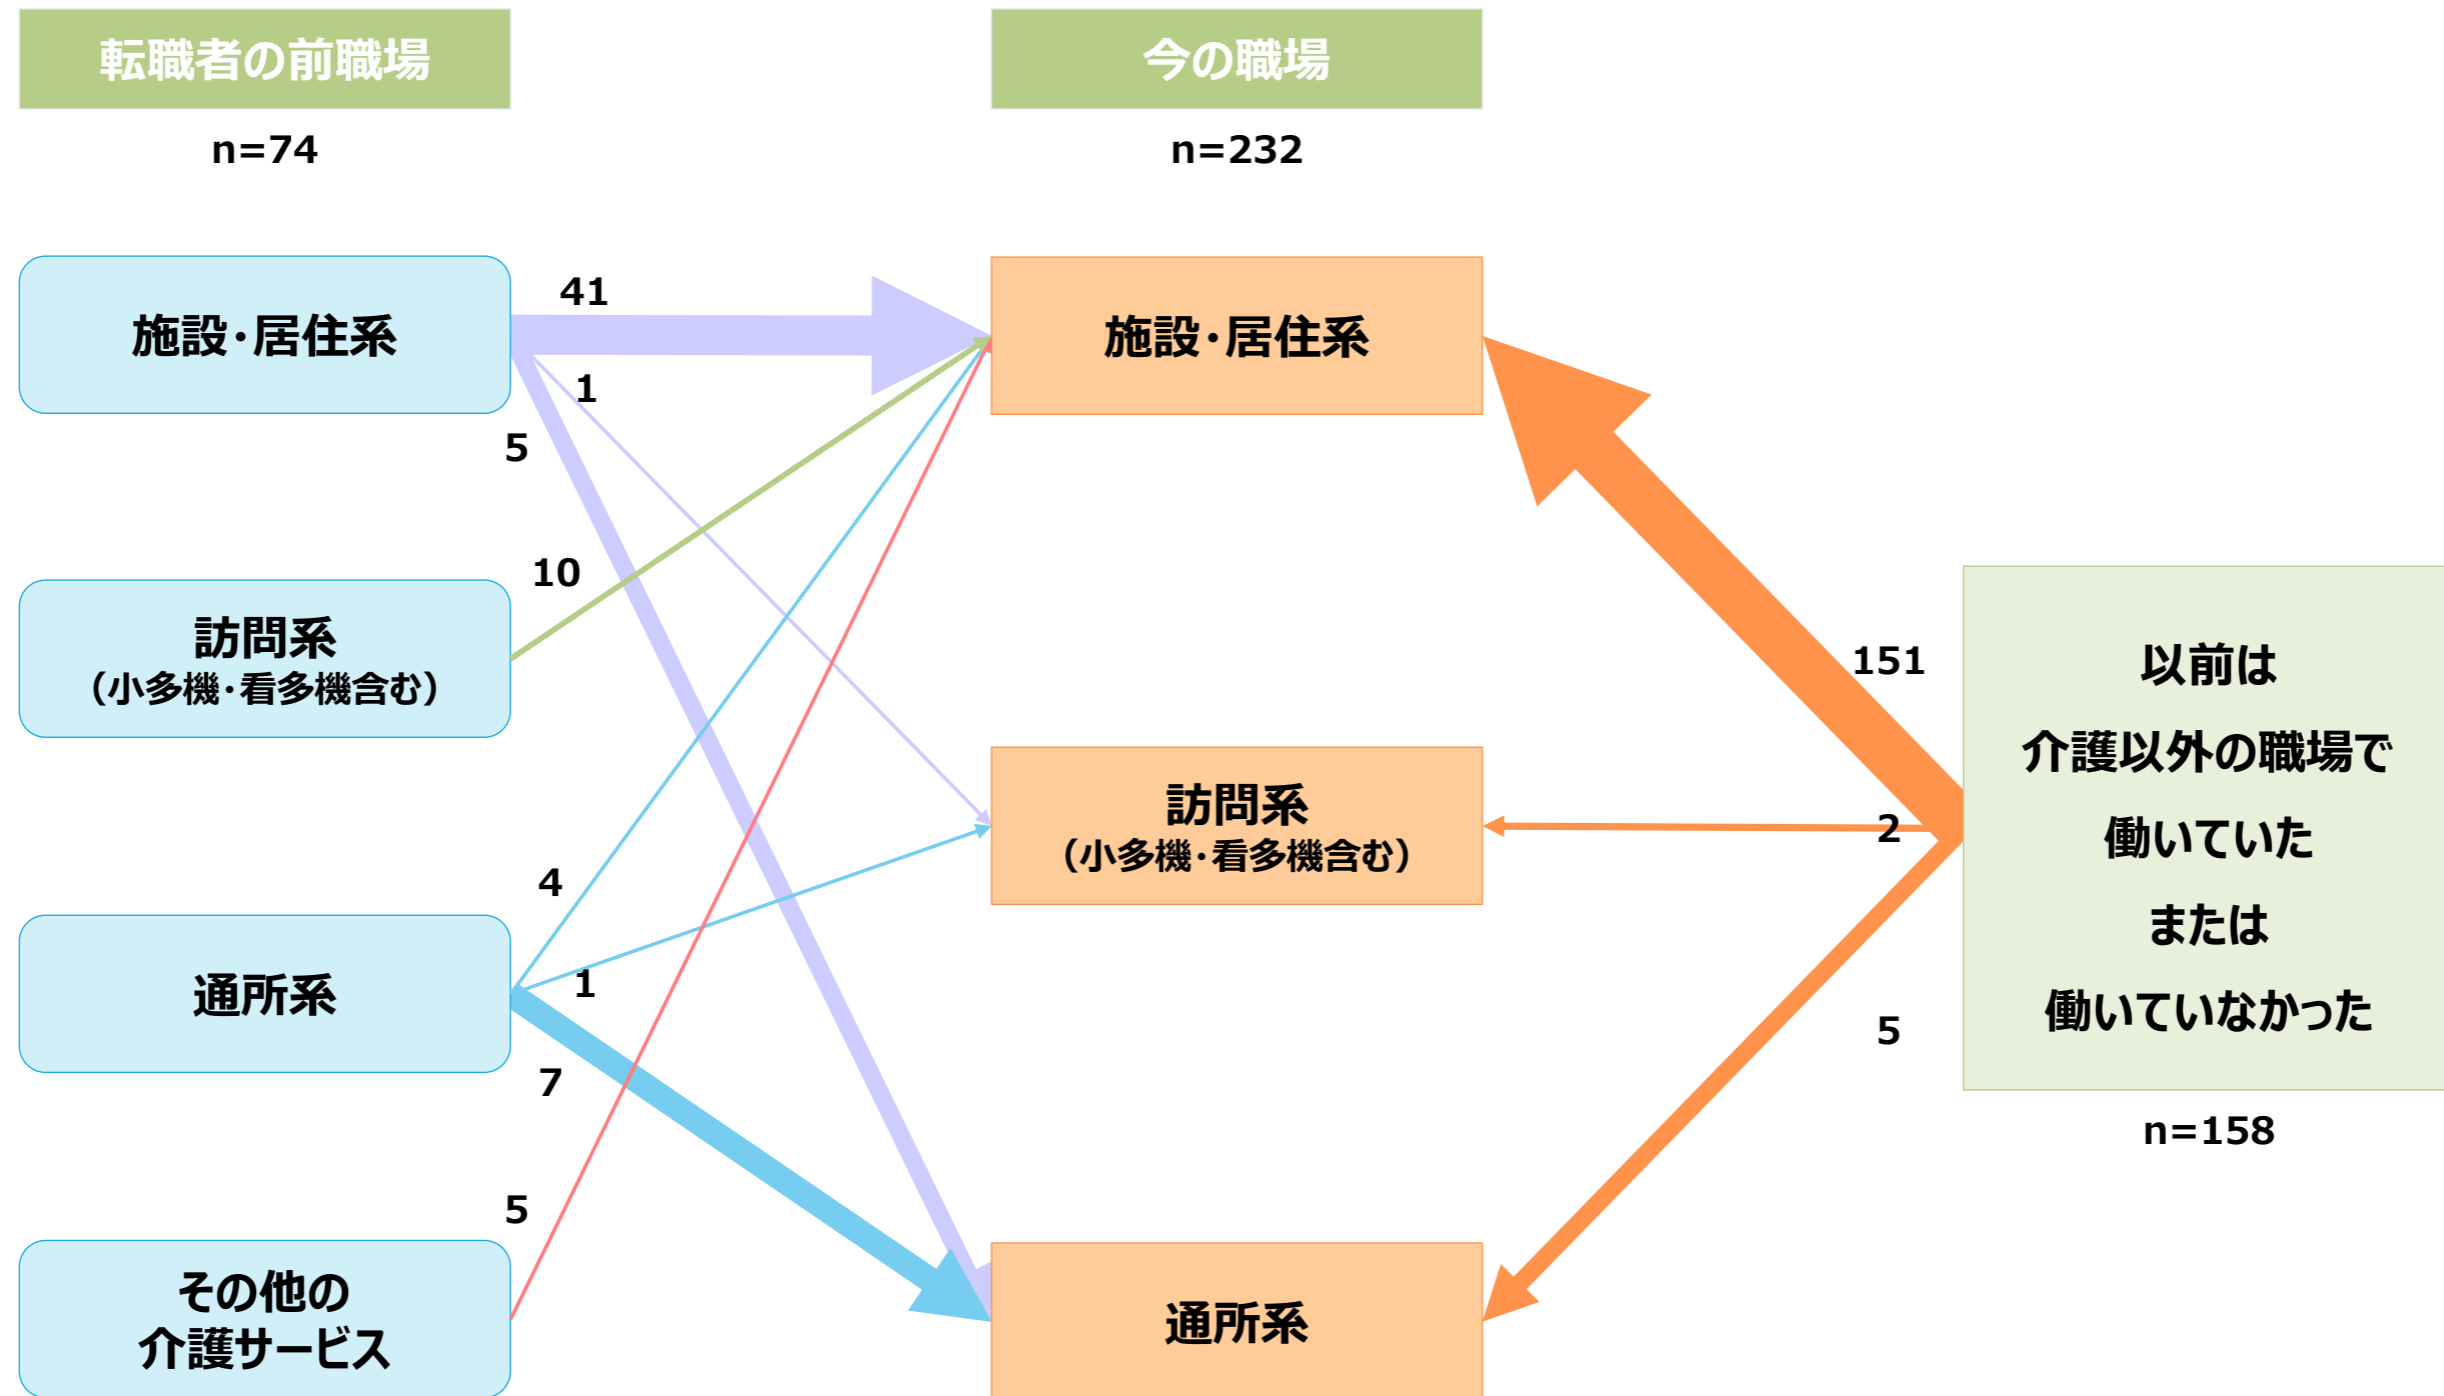 転職者の前職場
n=74
今の職場
n=232
施設・居住系
訪問系
（小多機・看多機含む）
通所系
その他の
介護サービス
41
1
5
10
4
1
7
5
施設・居住系
訪問系
（小多機・看多機含む）
通所系
151
2
5
以前は
介護以外の職場で
働いていた
または
働いていなかった
n=158